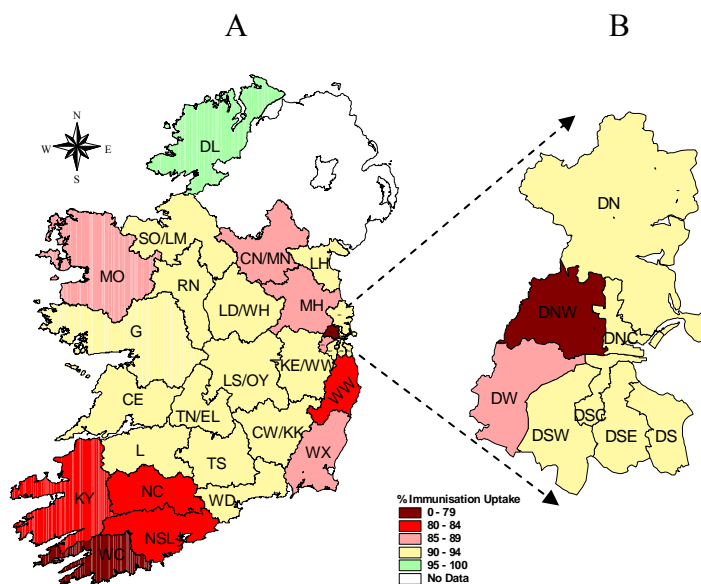 A
B
N
W E
S
DL
SO/LM
MO
CN/MN
LH
RN
LD/WH
MH
G
KE/WW
LS/OY
WW
CE
TN/EL
CW/KK
L
TS
WX
KY
NC
WD
NSL
WC
DN
DNW
DNC
DW
DSC
DSW
DSE
DS
% Immunisation Uptake
0 - 79
80 - 84
85 - 89
90 - 94
95 - 100
No Data